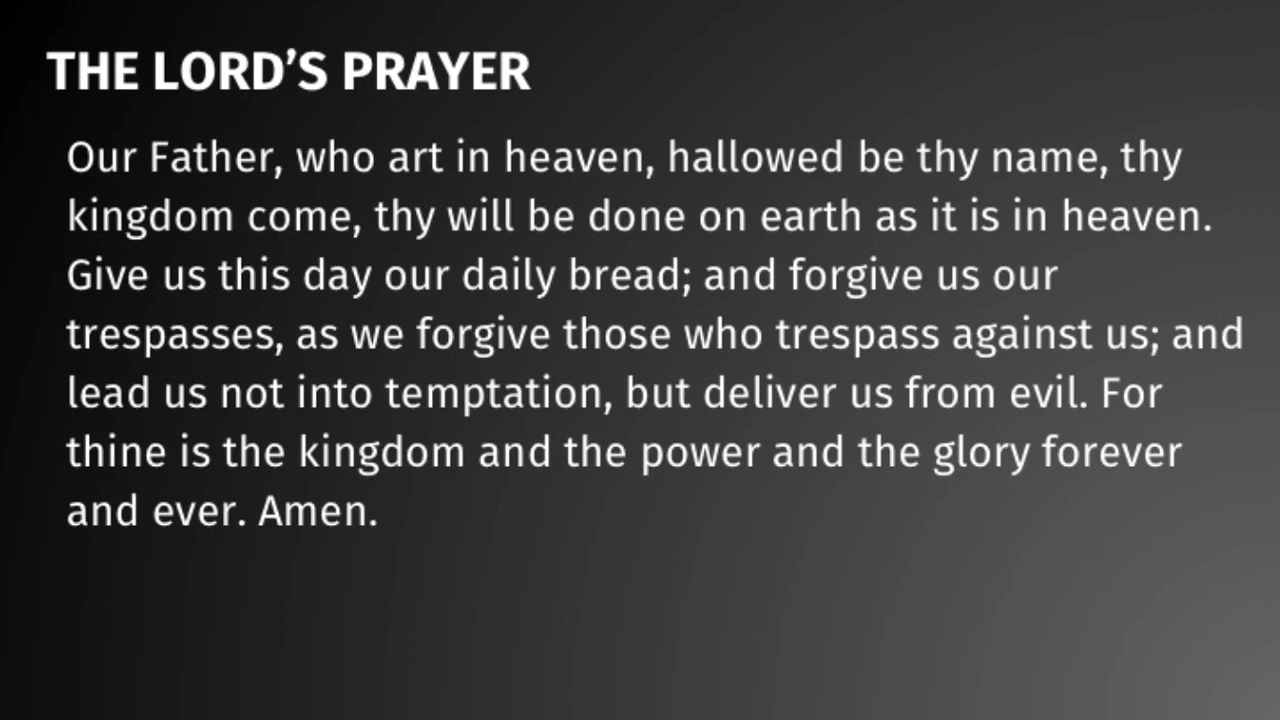 THE LORD’S PRAYER
Our Father, who art in heaven, hallowed be thy name, thy
kingdom come, thy will be done on earth as it is in heaven.
Give us this day our daily bread; and forgive us our
trespasses, as we forgive those who trespass against us; and
lead us not into temptation, but deliver us from evil. For
thine is the kingdom and the power and the glory forever
and ever. Amen.